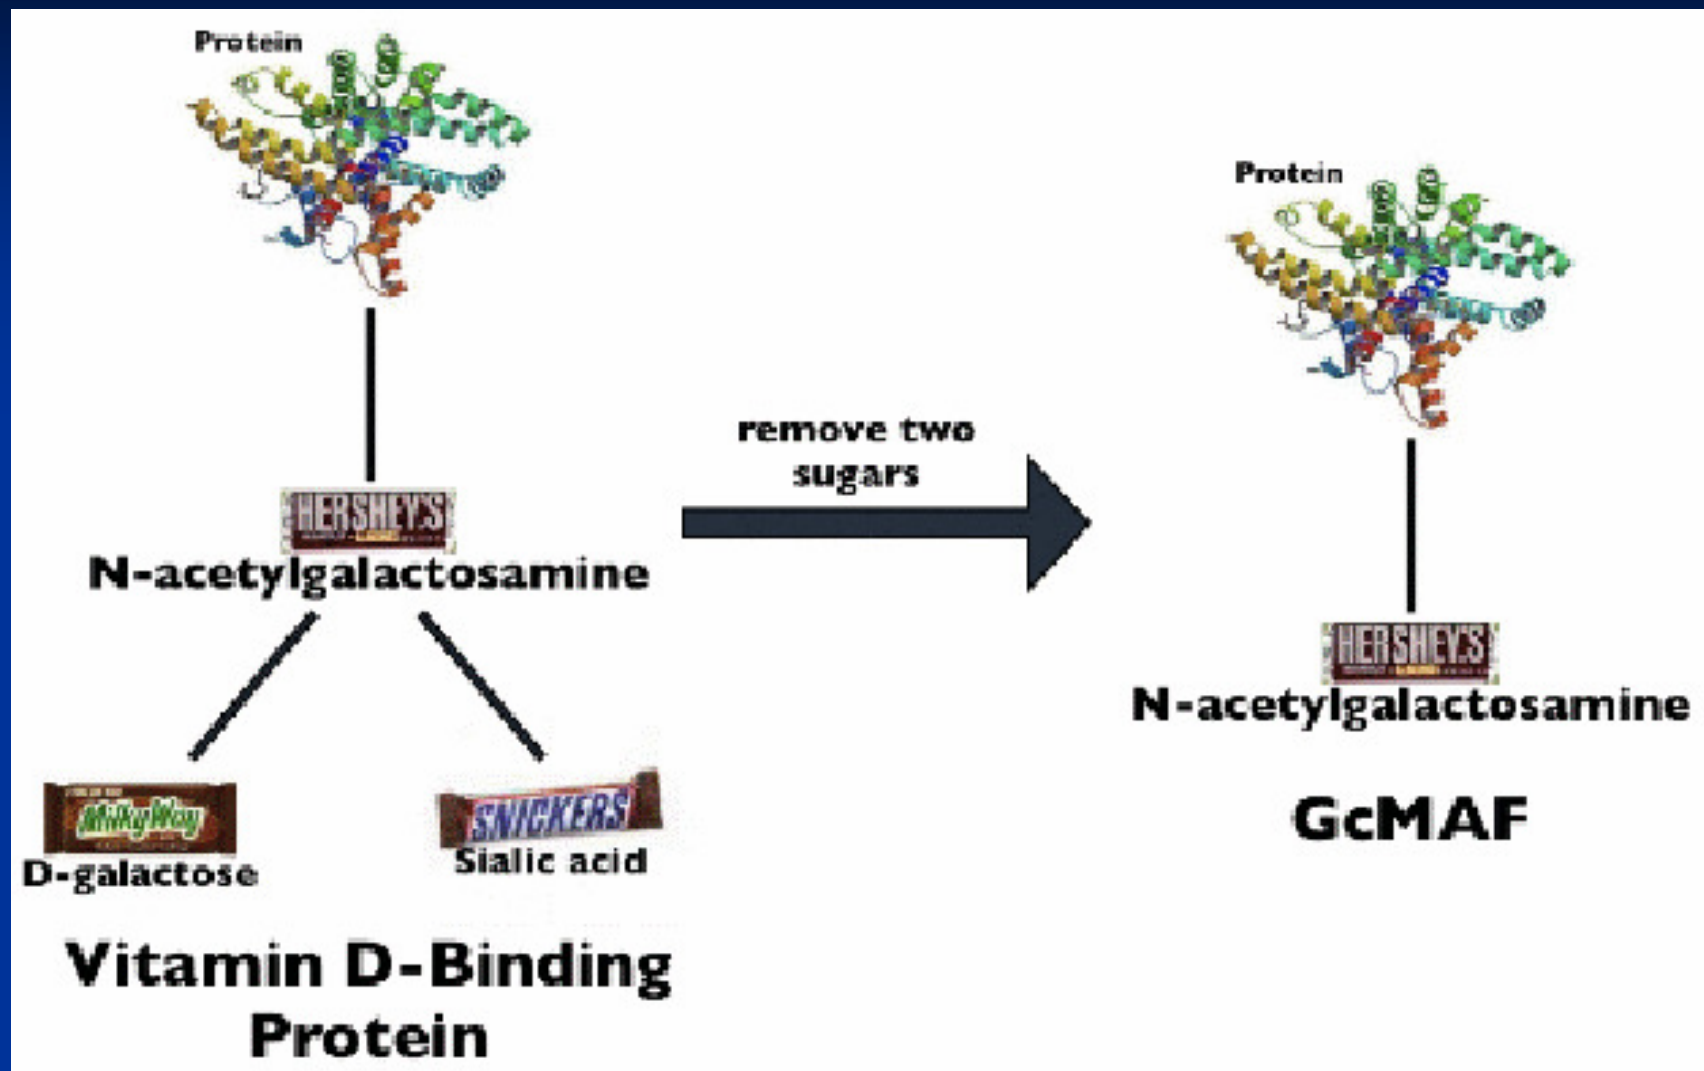 Protein
HERSHEY'S
N-acetylgalactosamine
MilkyWay
D-galactose
SNICKERS
Sialic acid
Vitamin D-Binding
Protein
remove two
sugars
Protein
HERSHEY'S
N-acetylgalactosamine
GcMAF